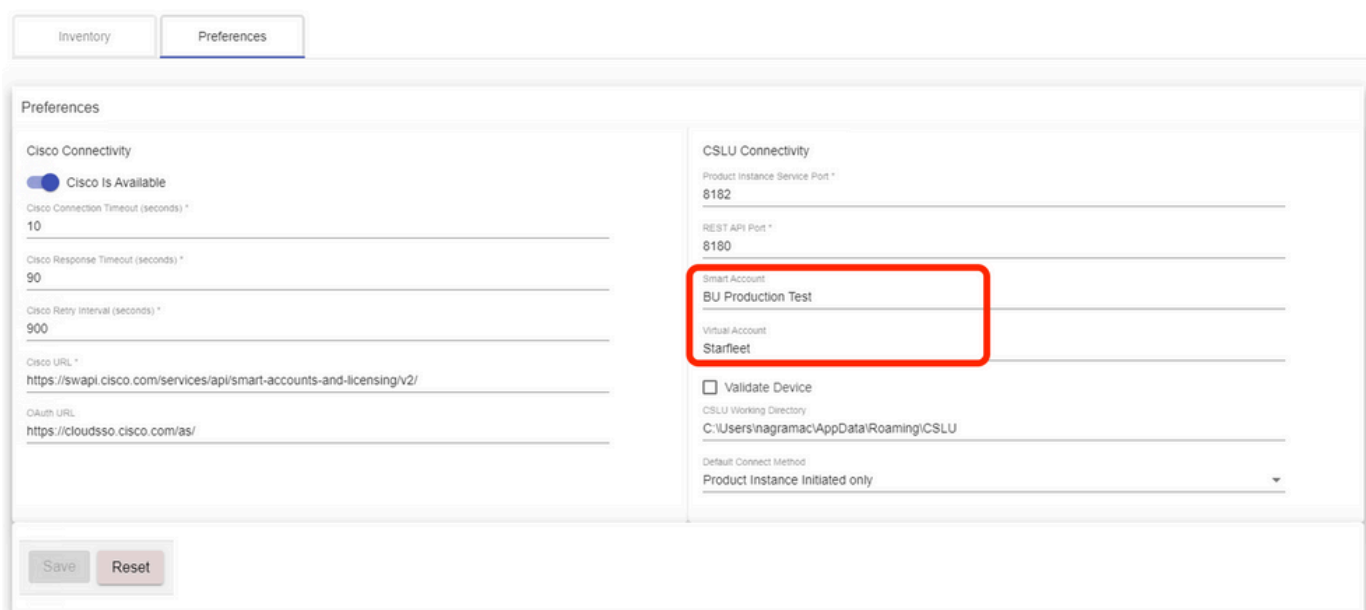 Inventory
Preferences
Preferences
Cisco Connectivity
Cisco Is Available
Cisco Connection Timeout (seconds) *
10
Cisco Response Timeout (seconds) *
90
Cisco Retry Interval (seconds) *
900
Cisco URL *
https://swapi.cisco.com/services/api/smart-accounts-and-licensing/v2/
OAuth URL
https://cloudsso.cisco.com/as/
CSLU Connectivity
Product Instance Service Port *
8182
REST API Port *
8180
Smart Account
BU Production Test
Virtual Account
Starfleet
Validate Device
CSLU Working Directory
C:\Users\nagramac\AppData\Roaming\CSLU
Default Connect Method
Product Instance Initiated only
Save
Reset